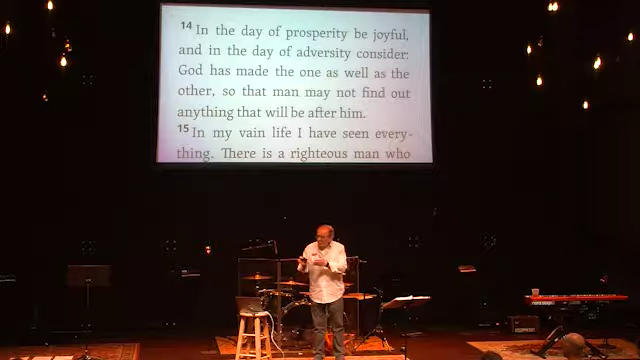 14 In the day of prosperity be joyful,
and in the day of adversity consider:
God has made the one as well as the
other, so that man may not find out
anything that will be after him.
15 In my vain life I have seen every-
thing. There is a righteous man who
nord stage